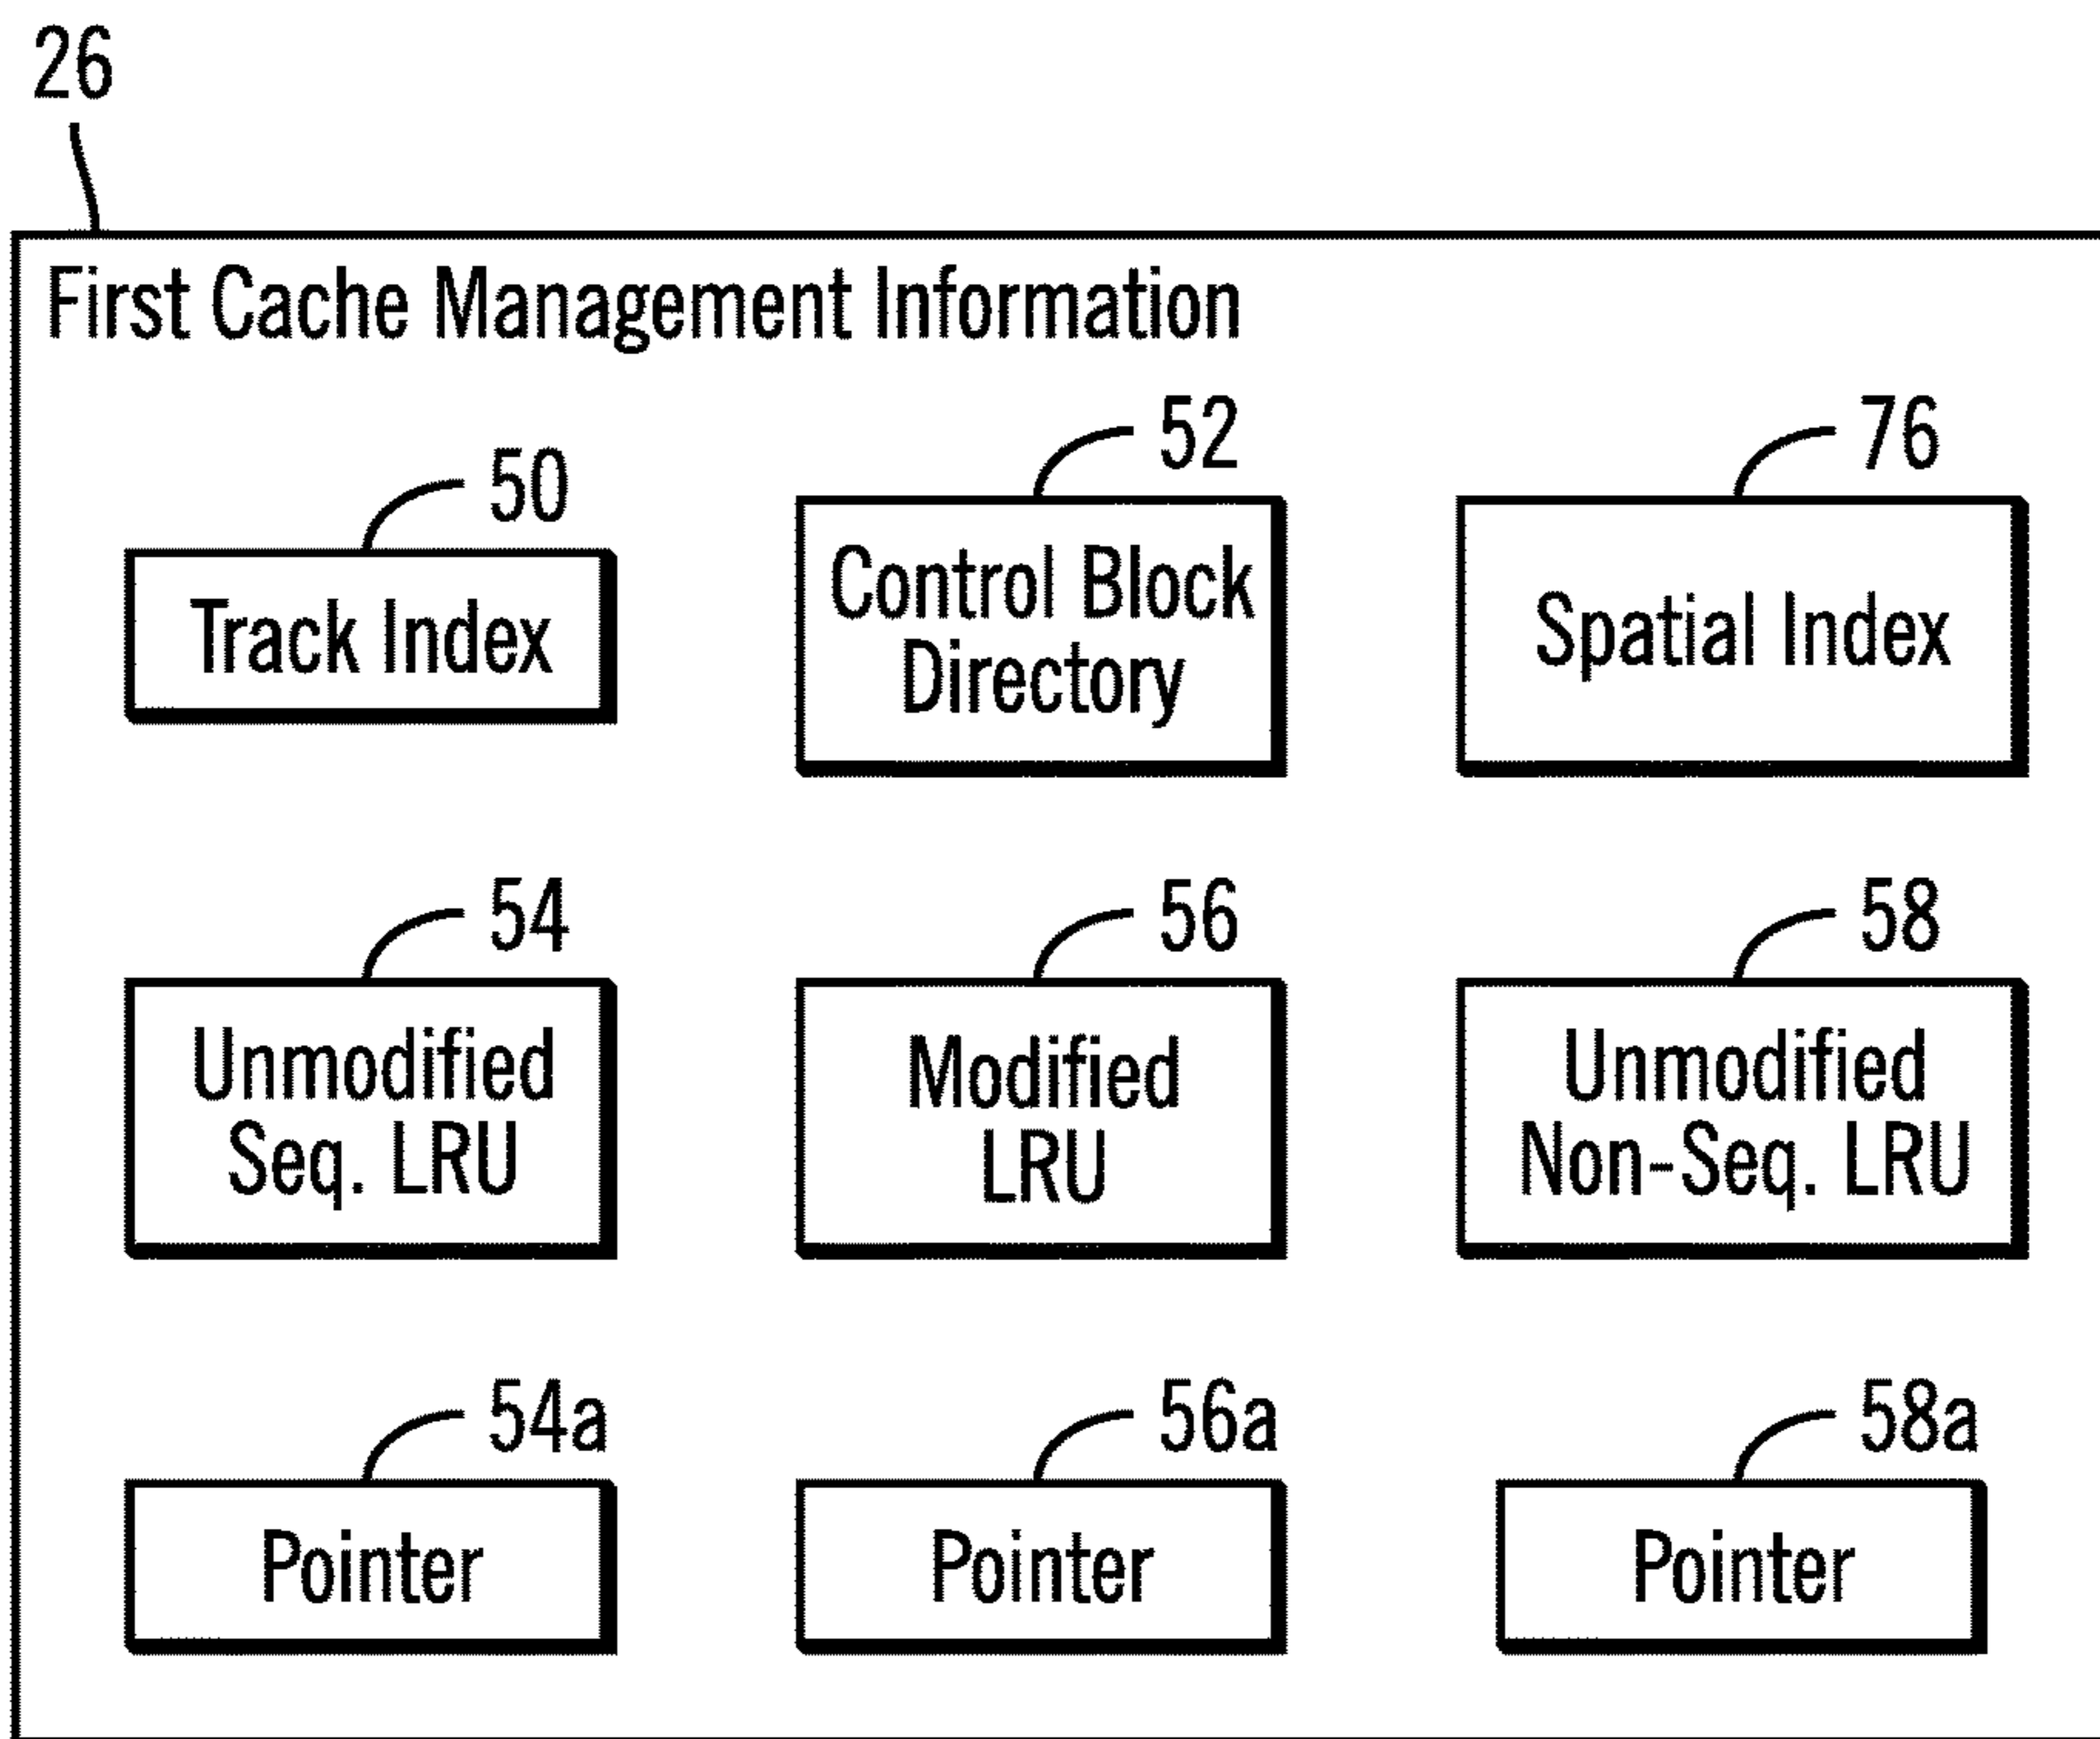 26
First Cache Management Information
50
52
76
Track Index
Control Block
Directory
Spatial Index
54
56
58
Unmodified
Seq. LRU
Modified
LRU
Unmodified
Non-Seq. LRU
54a
56a
58a
Pointer
Pointer
Pointer